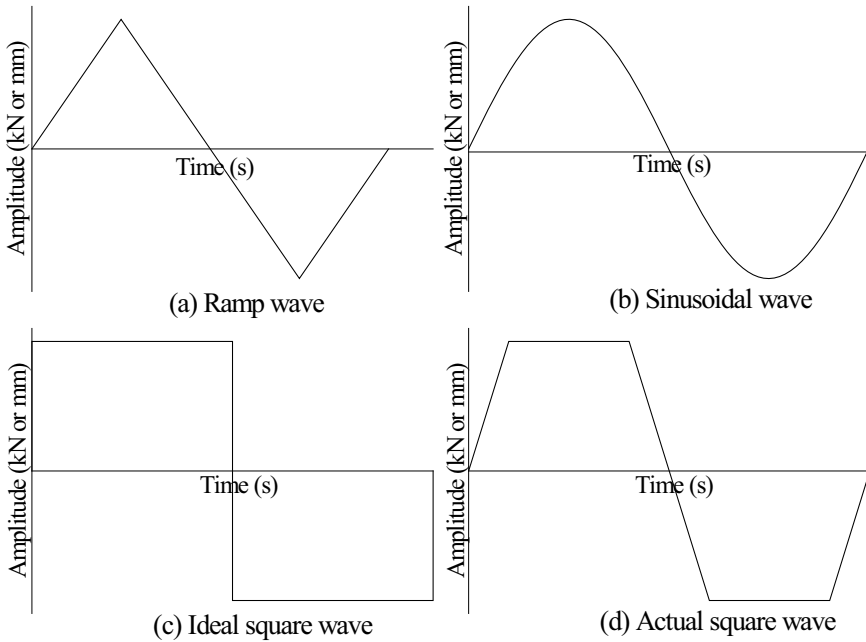 Amplitude (kN or mm)
Time (s)
(a) Ramp wave
Amplitude (kN or mm)
Time (s)
(b) Sinusoidal wave
Amplitude (kN or mm)
Time (s)
(c) Ideal square wave
Amplitude (kN or mm)
Time (s)
(d) Actual square wave